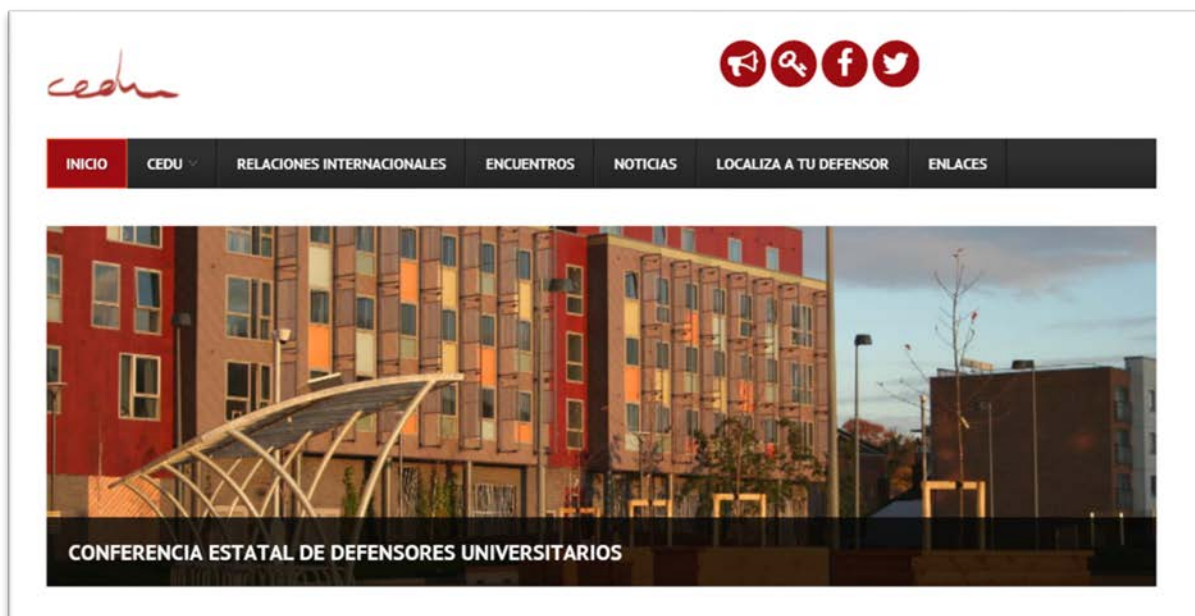 cedu
INICIO CEDU RELACIONES INTERNACIONALES ENCUENTROS NOTICIAS LOCALIZA A TU DEFENSOR ENLACES
CONFERENCIA ESTATAL DE DEFENSORES UNIVERSITARIOS